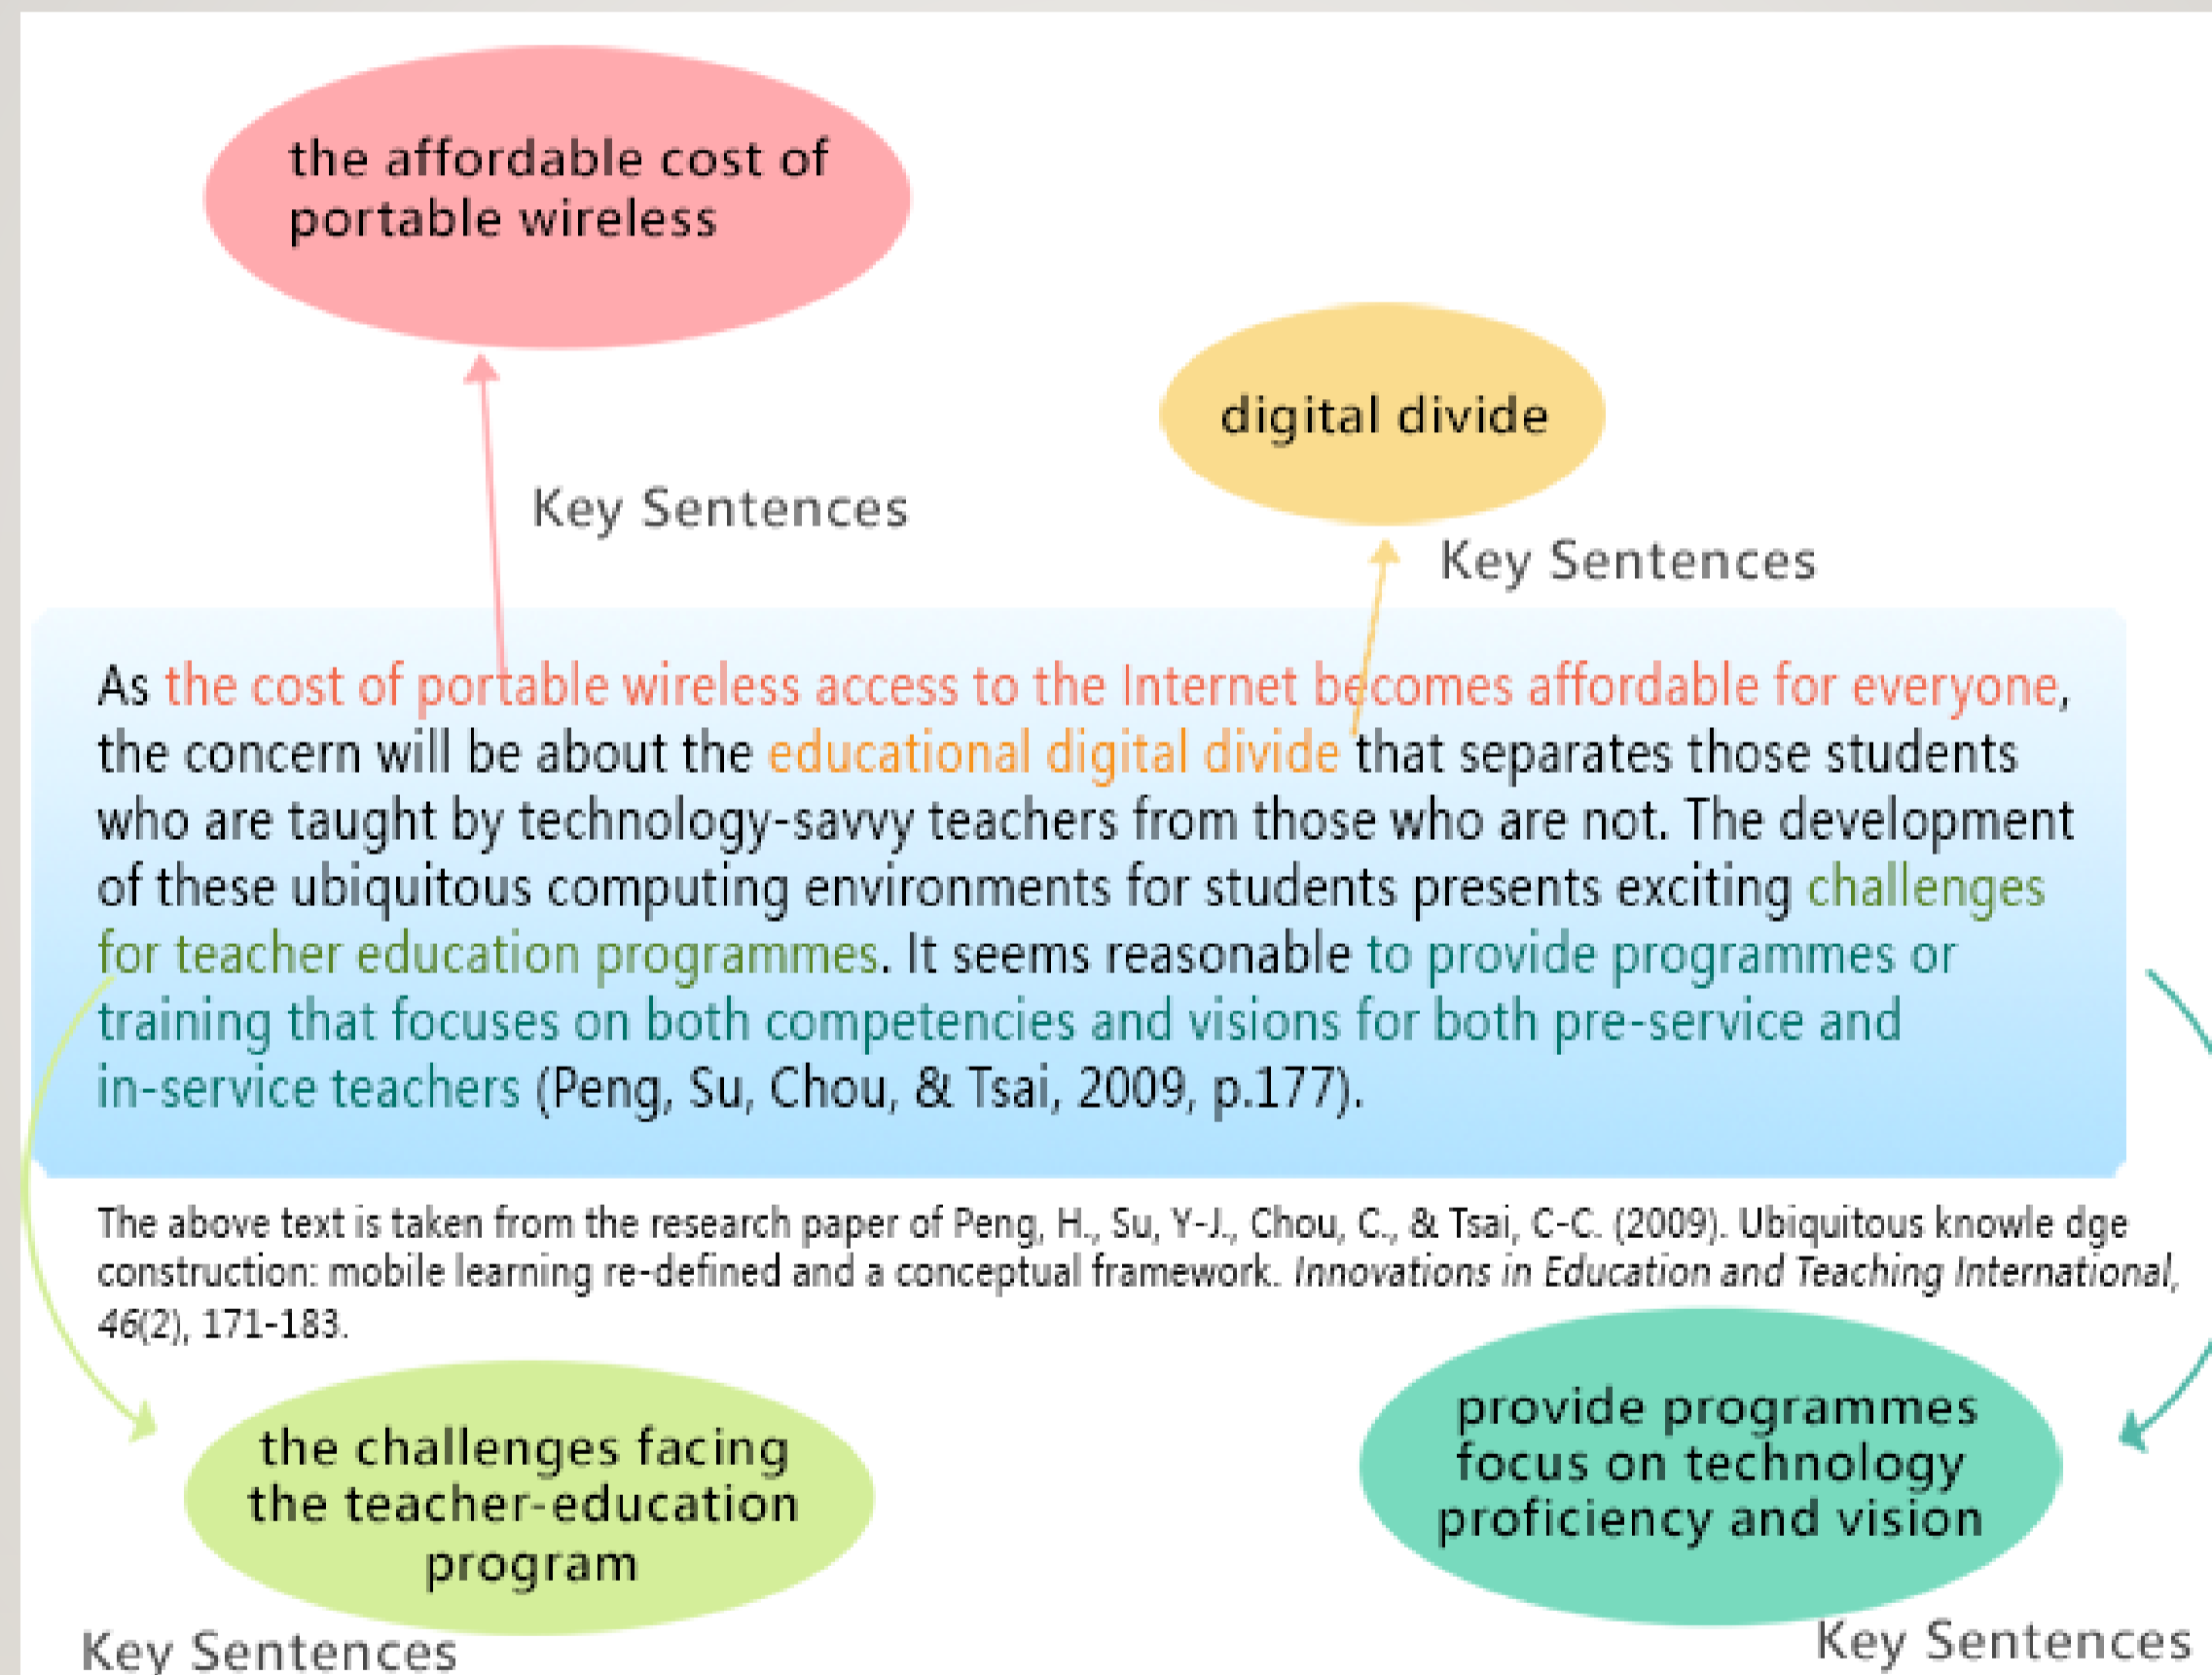 the affordable cost of
portable wireless
digital divide
Key Sentences
Key Sentences
As the cost of portable wireless access to the Internet becomes affordable for everyone,
the concern will be about the educational digital divide that separates those students
who are taught by technology-savvy teachers from those who are not. The development
of these ubiquitous computing environments for students presents exciting challenges
for teacher education programmes. It seems reasonable to provide programmes or
training that focuses on both competencies and visions for both pre-service and
in-service teachers (Peng, Su, Chou, & Tsai, 2009, p.177).
The above text is taken from the research paper of Peng, H., Su, Y-J., Chou, C., & Tsai, C-C. (2009). Ubiquitous knowle dge
construction: mobile learning re-defined and a conceptual framework. Innovations in Education and Teaching International,
46(2), 171-183.
the challenges facing
the teacher-education
program
Key Sentences
provide programmes
focus on technology
proficiency and vision
Key Sentences